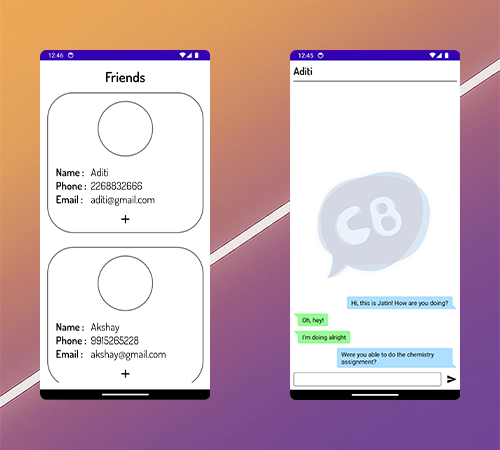 12:46
Friends
Name : Aditi
Phone : 2268832666
Email : aditi@gmail.com
+
Name : Akshay
Phone : 9915265228
Email : akshay@gmail.com
+
12:45
Aditi
CB
Hi, this is Jatin! How are you doing?
Oh, hey!
I'm doing alright
Were you able to do the chemistry
assignment?